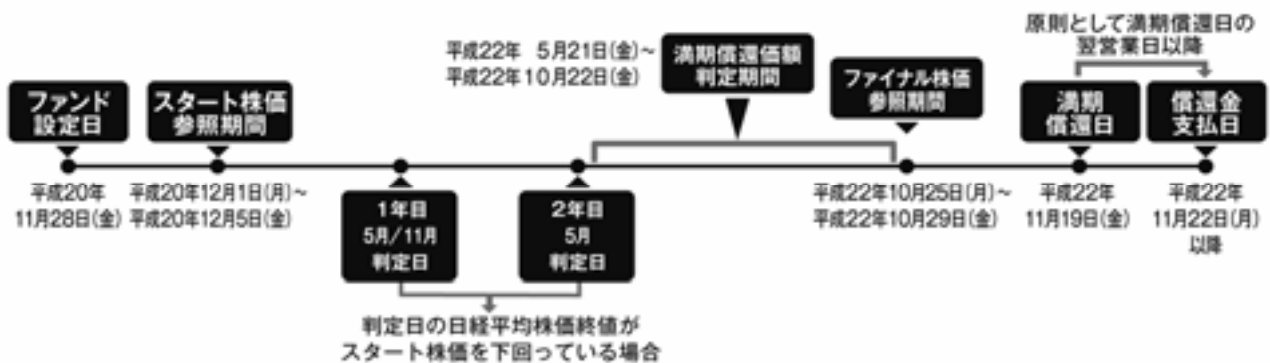 原則として満期償還日の
翌営業日以降
平成22年 5月21日(金)~
平成22年10月22日(金)
満期償還価額
判定期間
ファンド
設定日
スタート株価
参照期間
ファイナル株価
参照期間
満期
償還日
償還金
支払日
平成20年
11月28日(金)
平成20年12月1日(月)~
平成20年12月5日(金)
1年目
5月/11月
判定日
2年目
5月
判定日
平成22年10月25日(月)~
平成22年10月29日(金)
平成22年
11月19日(金)
平成22年
11月22日(月)
以降
判定日の日経平均株価終値が
スタート株価を下回っている場合